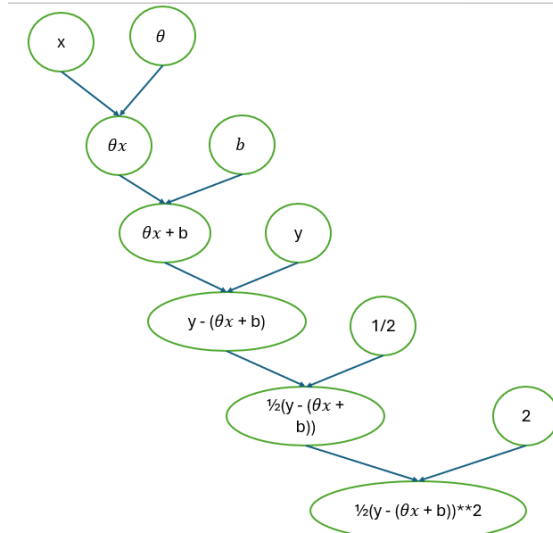 x
𝜃
𝜃𝑥
𝑏
𝜃𝑥 + b
y
y - (𝜃𝑥 + b)
1/2
½(y - (𝜃𝑥 +
b))
2
½(y - (𝜃𝑥 + b))**2